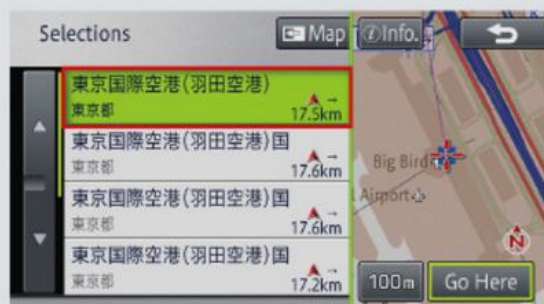 Selections
Map
Info.
東京国際空港(羽田空港)
東京都
17.5km
東京国際空港(羽田空港)国
東京都
17.6km
東京国際空港(羽田空港)国
東京都
17.6km
東京国際空港(羽田空港)国
東京都
17.2km
Big Bird
Airport
N
100m
Go Here